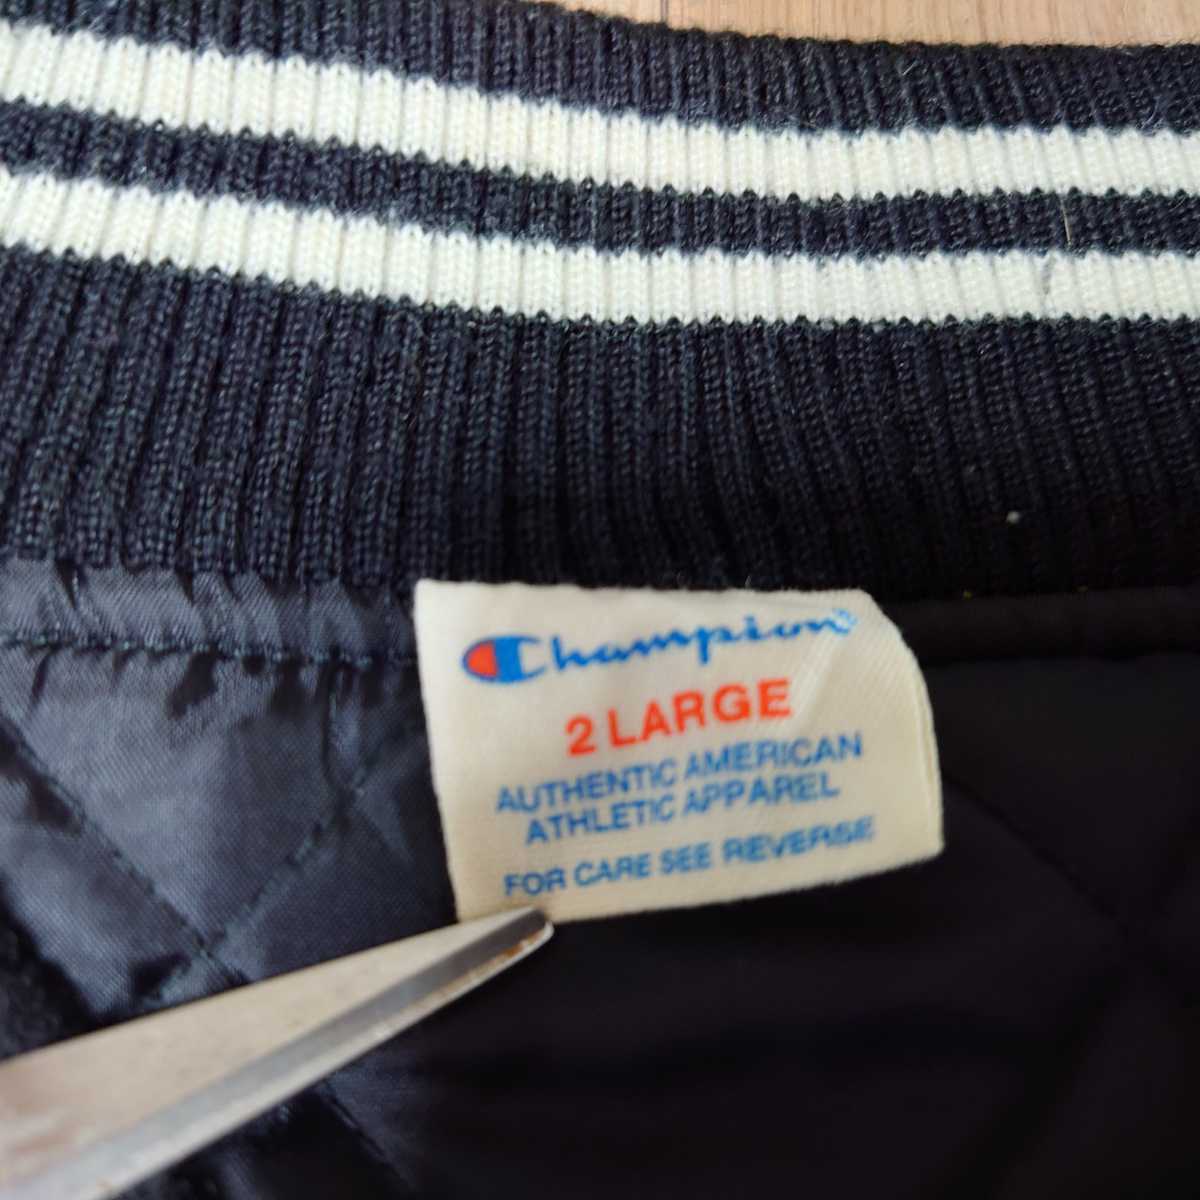 Champion
2 LARGE
AUTHENTIC AMERICAN
ATHLETIC APPAREL
FOR CARE SEE REVERSE